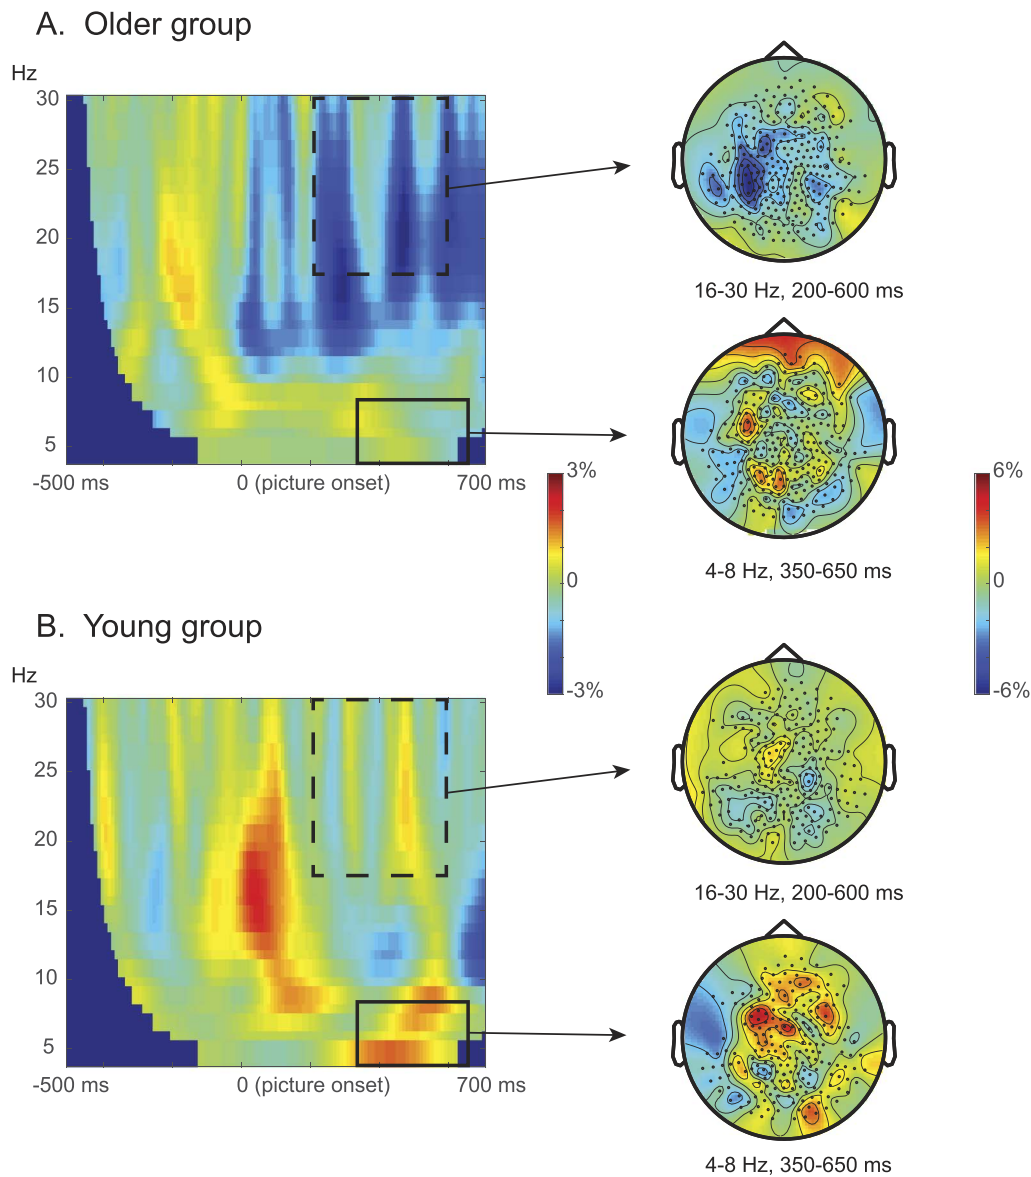 A. Older group
Hz
30
25
20
15
10
5
-500 ms 0 (picture onset) 700 ms
16-30 Hz, 200-600 ms
4-8 Hz, 350-650 ms
3%
0
-3%
6%
0
-6%
B. Young group
Hz
30
25
20
15
10
5
-500 ms 0 (picture onset) 700 ms
16-30 Hz, 200-600 ms
4-8 Hz, 350-650 ms